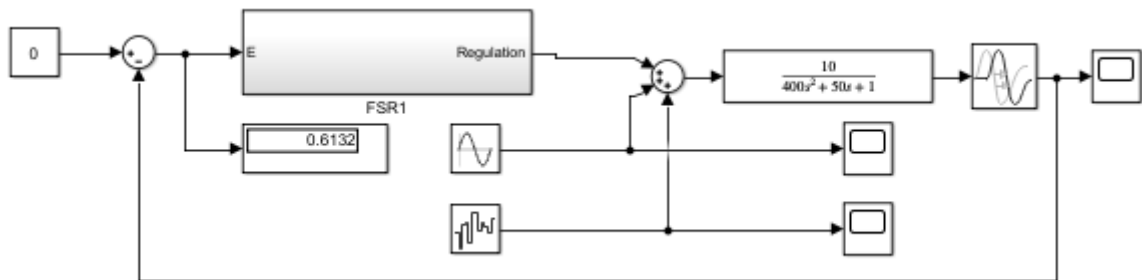 0
+
−
E
Regulation
FSR1
0.6132
+
+
+
10
400s² + 50s + 1